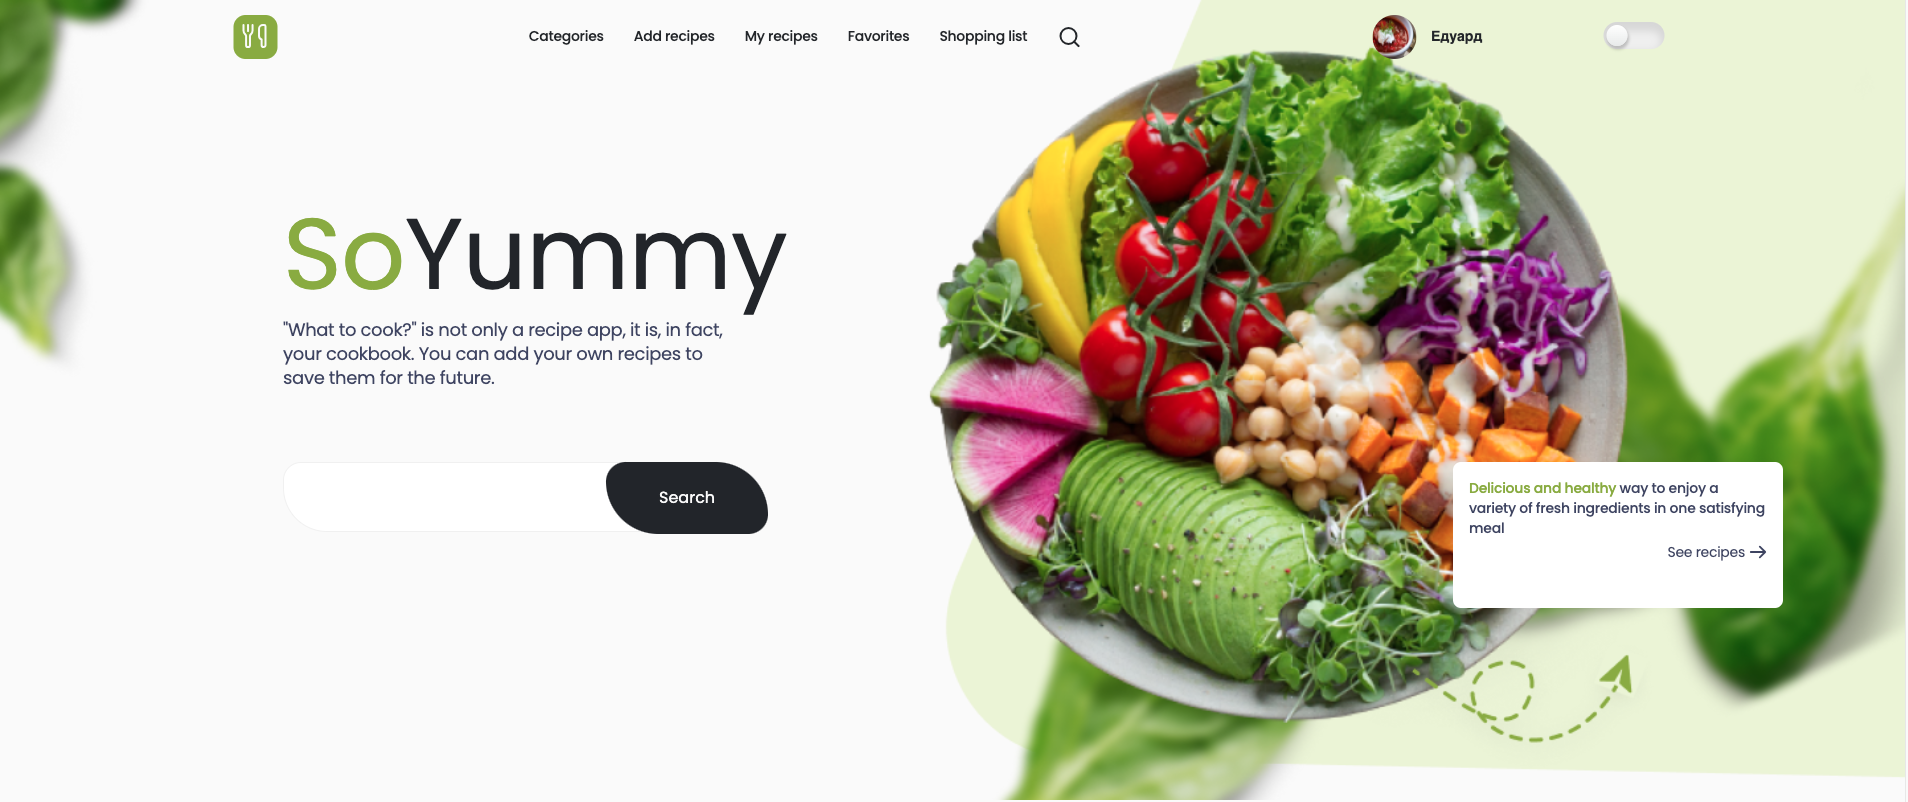 Categories
Add recipes
My recipes
Favorites
Shopping list
Едуард
SoYummy
"What to cook?" is not only a recipe app, it is, in fact,
your cookbook. You can add your own recipes to
save them for the future.
Search
Delicious and healthy way to enjoy a
variety of fresh ingredients in one satisfying
meal
See recipes